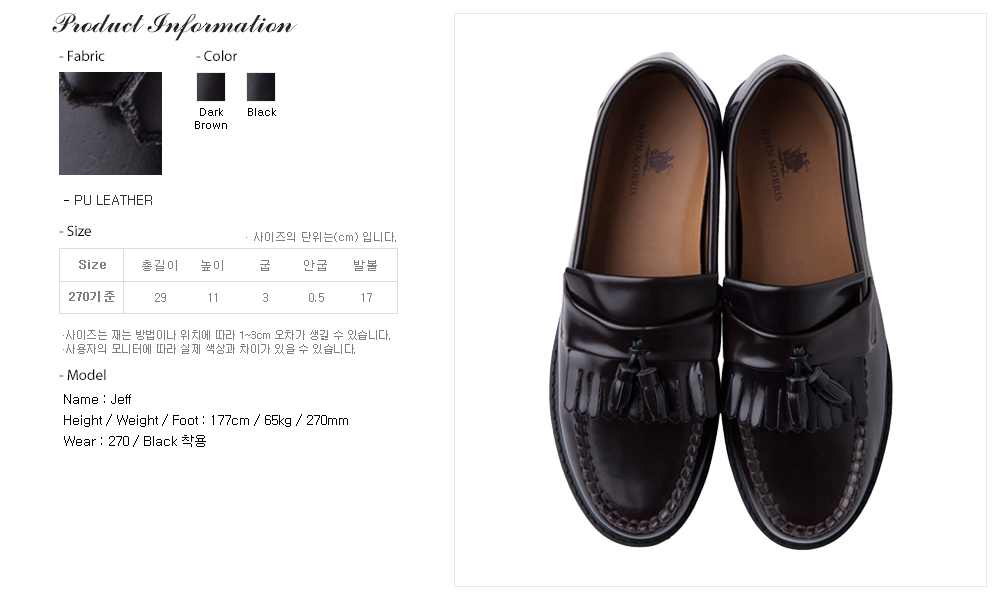 Product Information
- Fabric
- Color
Dark
Brown
Black
- PU LEATHER
- Size
· 사이즈의 단위는(cm) 입니다.
Size 총길이 높이 굽 안굽 발볼
270기 준 29 11 3 0.5 17
·사이즈는 재는 방법이나 위치에 따라 1~3cm 오차가 생길 수 있습니다.
·사용자의 모니터에 따라 실제 색상과 차이가 있을 수 있습니다.
- Model
Name : Jeff
Height / Weight / Foot : 177cm / 65kg / 270mm
Wear : 270 / Black 착용
JOHN MORRIS
JOHN MORRIS